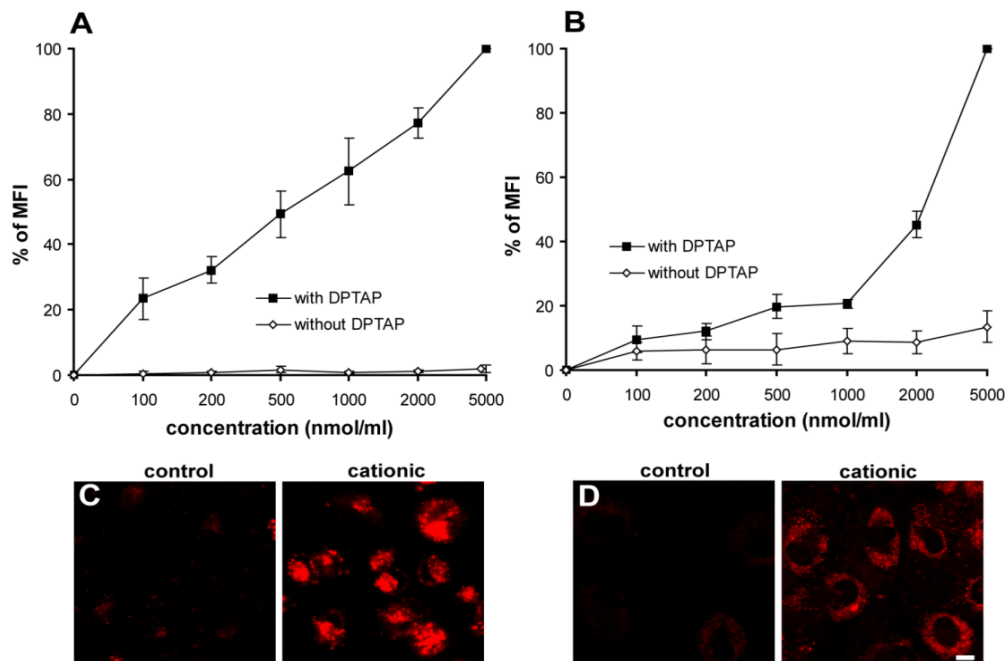 A
100
80
60
40
20
0
% of MFI
with DPTAP
without DPTAP
0 100 200 500 1000 2000 5000
concentration (nmol/ml)
B
100
80
60
40
20
0
% of MFI
with DPTAP
without DPTAP
0 100 200 500 1000 2000 5000
concentration (nmol/ml)
control cationic
C
control cationic
D